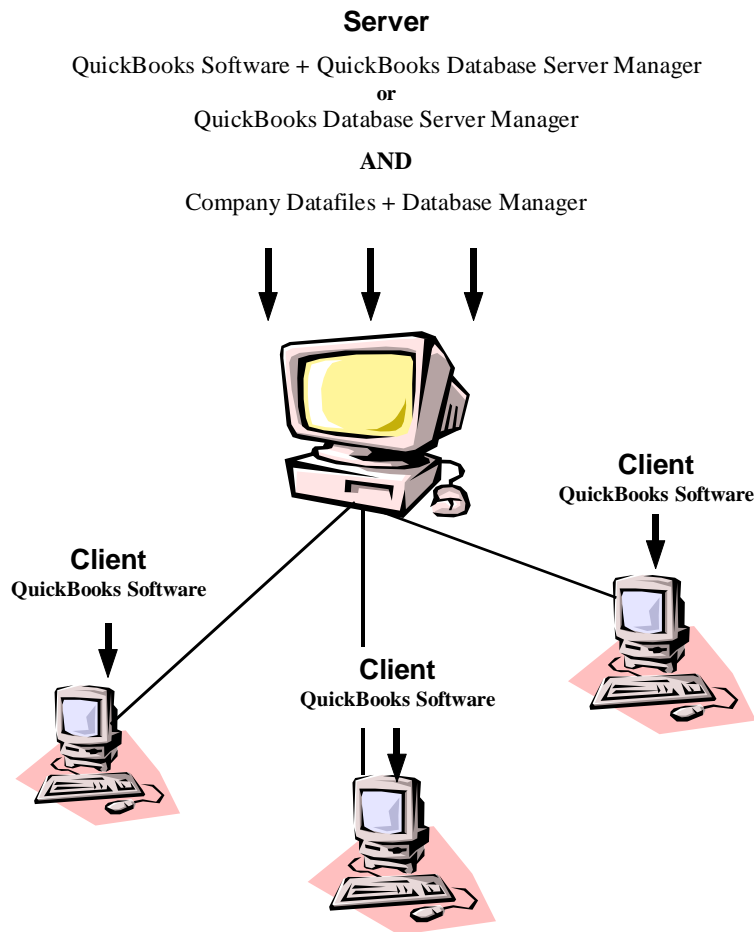 Server
QuickBooks Software + QuickBooks Database Server Manager
or
QuickBooks Database Server Manager
AND
Company Datafiles + Database Manager
Client
QuickBooks Software
Client
QuickBooks Software
Client
QuickBooks Software